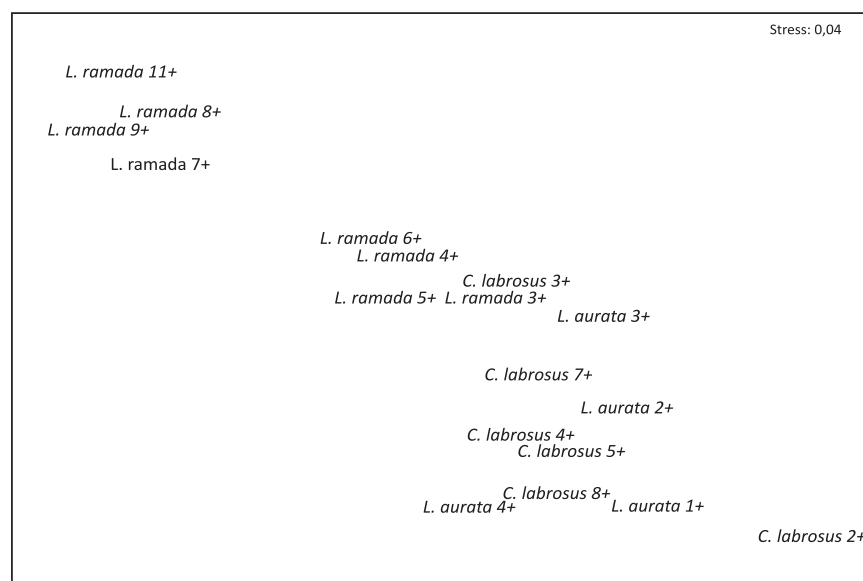 Stress: 0,04
L. ramada 11+
L. ramada 8+
L. ramada 9+
L. ramada 7+
L. ramada 6+
L. ramada 4+
C. labrosus 3+
L. ramada 5+ L. ramada 3+
L. aurata 3+
C. labrosus 7+
L. aurata 2+
C. labrosus 4+
C. labrosus 5+
C. labrosus 8+
L. aurata 4+ L. aurata 1+
C. labrosus 2+